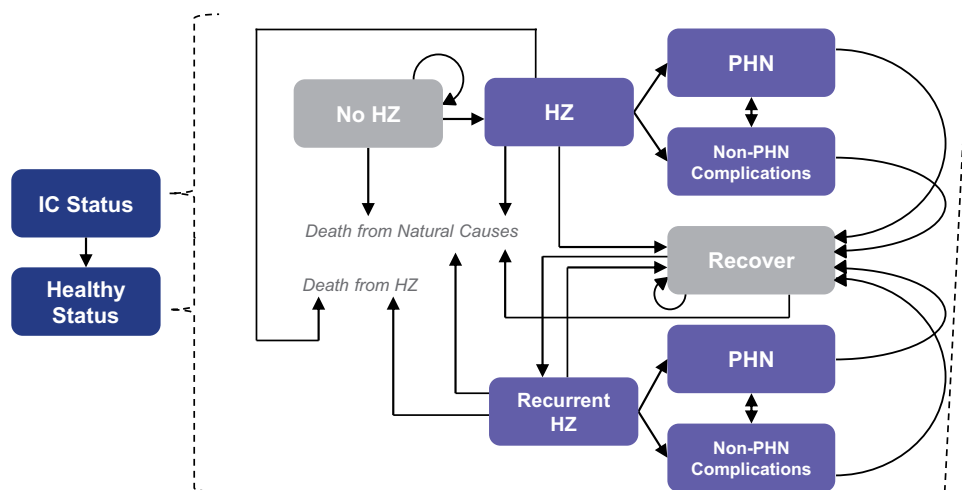 PHN
No HZ
HZ
Non-PHN
Complications
IC Status
Death from Natural Causes
Recover
Healthy
Status
Death from HZ
PHN
Recurrent
HZ
Non-PHN
Complications